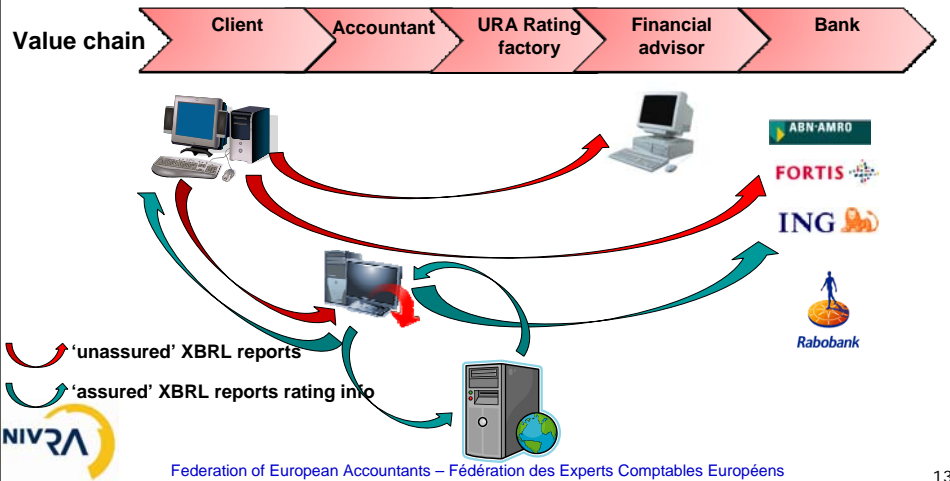 Value chain
Client
Accountant
URA Rating
factory
Financial
advisor
Bank
ABN·AMRO
FORTIS
ING
Rabobank
'unassured' XBRL reports
'assured' XBRL reports rating info
NIVRA
Federation of European Accountants – Fédération des Experts Comptables Européens
13